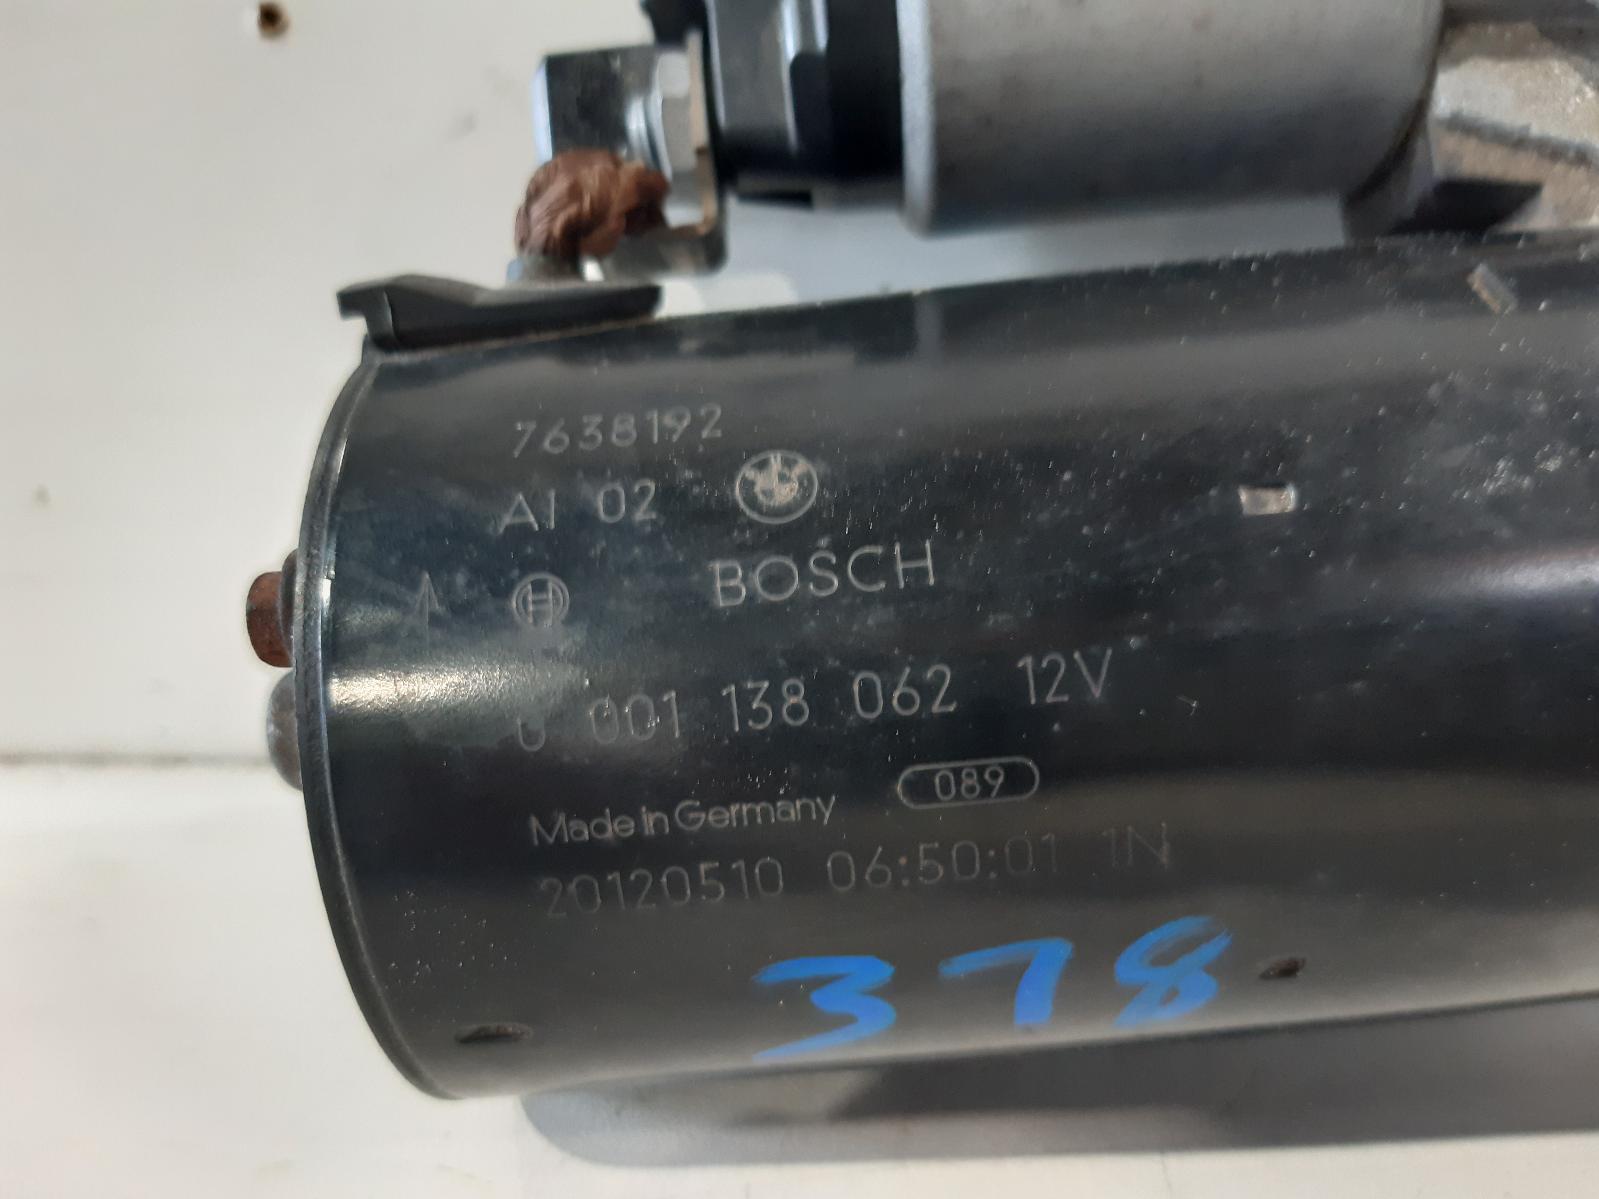 7638192
AI 02
BOSCH
0 001 138 062 12V
089
Made in Germany
20120510 06:50:01 1N
378